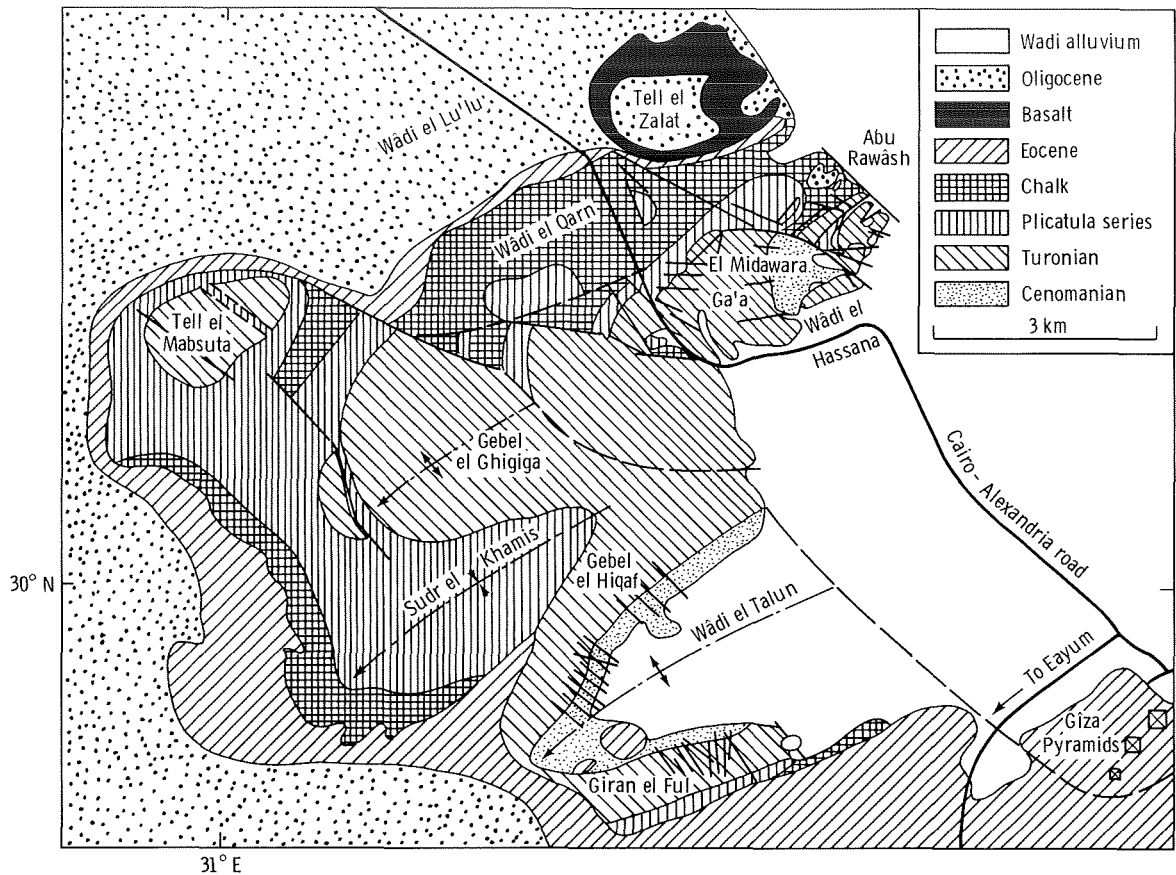 Wadi alluvium
Oligocene
Basalt
Eocene
Chalk
Plicatula series
Turonian
Cenomanian
3 km
Tell el
Zalat
Abu
Rawâsh
Wâdi el Lu'lu
Wâdi el Qarn
El Midawara
Ga'a
Wâdi el
Hassana
Tell el
Mabsuta
Gebel
el Ghigiga
Cairo - Alexandria road
Sudr el Khamis
Gebel
el Hiqaf
Wâdi el Talun
30° N
To Eayum
Gîza
Pyramids
Giran el Ful
31° E